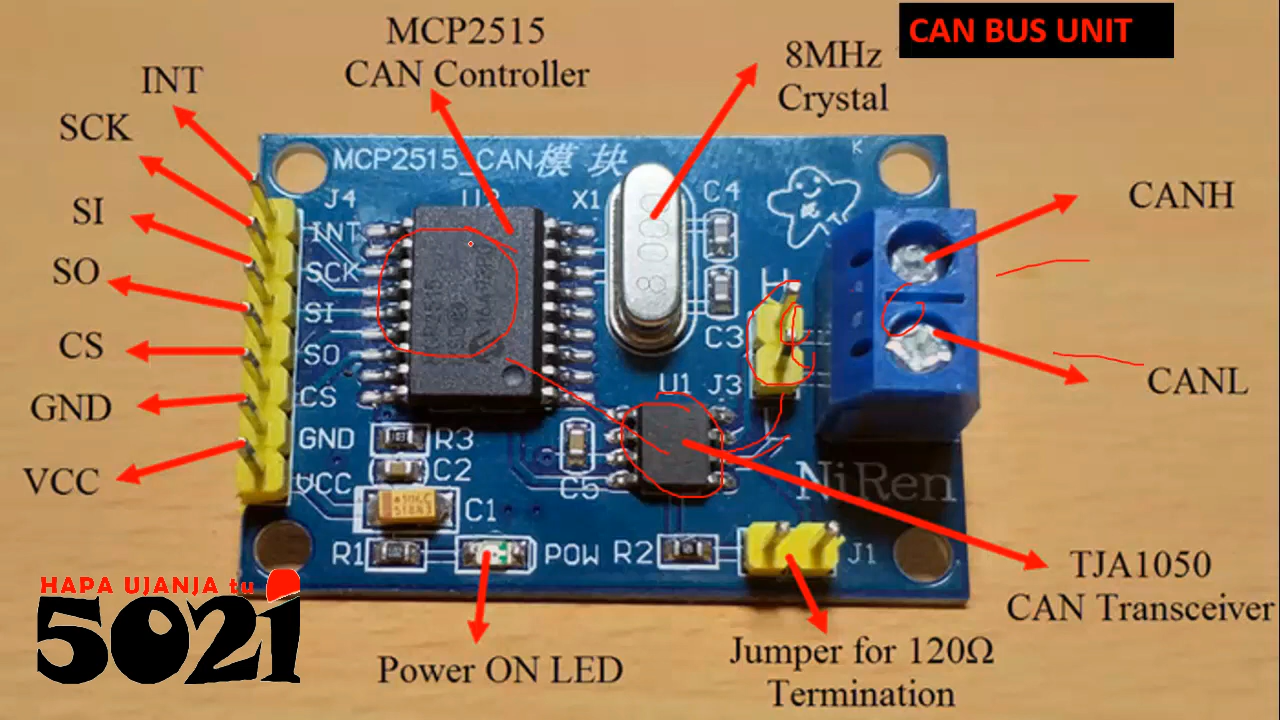 CAN BUS UNIT
MCP2515
CAN Controller
8MHz
Crystal
INT
SCK
SI
SO
CS
GND
VCC
CANH
CANL
MCP2515_CAN模块
K
J4
U2
X1
C4
INT
SCK
SI
SO
CS
GND
VCC
8000
C3
H
U1
J3
R3
C2
C1
C5
NiRen
R1
POW
R2
J1
HAPA UJANJA tu
5021
Power ON LED
Jumper for 120Ω
Termination
TJA1050
CAN Transceiver